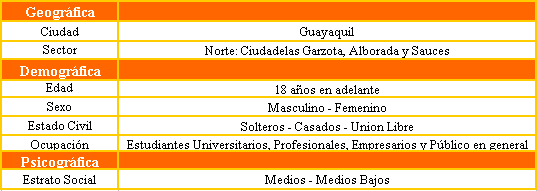 Geográfica
Ciudad Guayaquil
Sector Norte: Ciudadelas Garzota, Alborada y Sauces
Demográfica
Edad 18 años en adelante
Sexo Masculino - Femenino
Estado Civil Solteros - Casados - Union Libre
Ocupación Estudiantes Universitarios, Profesionales, Empresarios y Público en general
Psicográfica
Estrato Social Medios - Medios Bajos